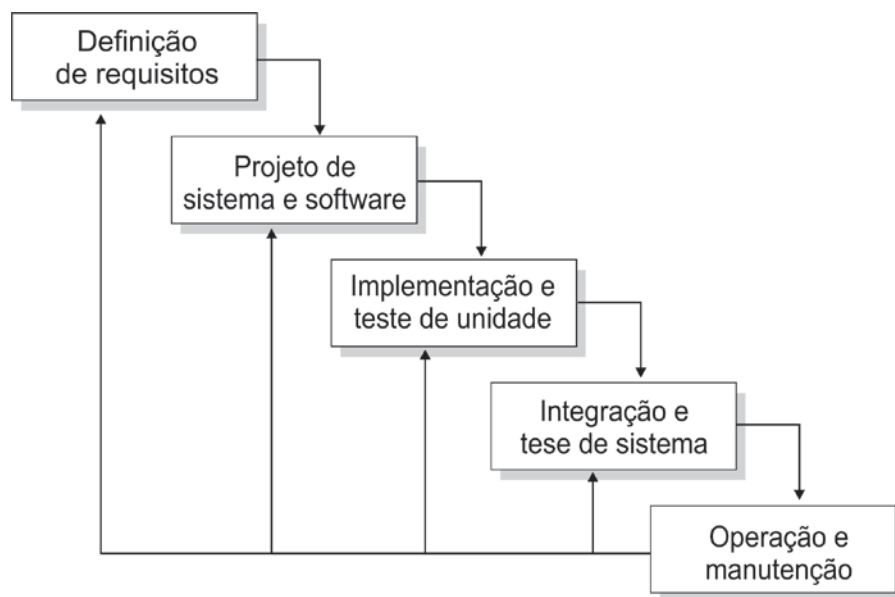 Definição
de requisitos
Projeto de
sistema e software
Implementação e
teste de unidade
Integração e
tese de sistema
Operação e
manutenção